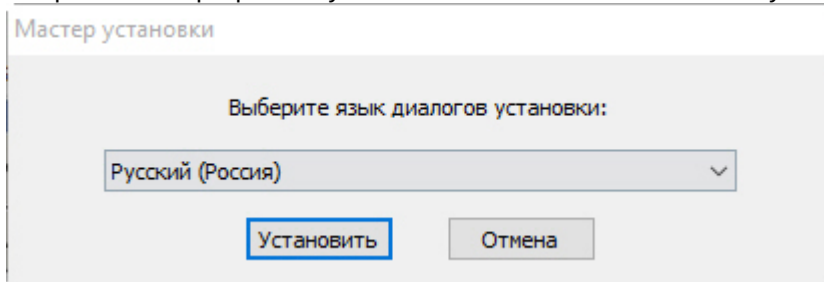 Мастер установки
Выберите язык диалогов установки:
Русский (Россия)
Установить Отмена